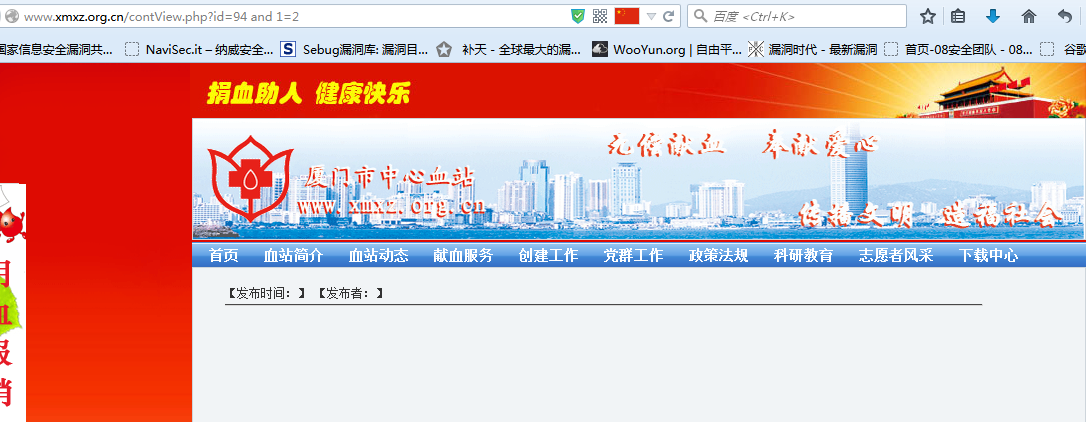 www.xmxz.org.cn/contView.php?id=94 and 1=2
百度 <Ctrl+K>
国家信息安全漏洞共... NaviSec.it – 纳威安全... Sebug漏洞库: 漏洞目... 补天 - 全球最大的漏... WooYun.org | 自由平... 漏洞时代 - 最新漏洞 首页-08安全团队 - 08... 谷歌
捐血助人 健康快乐
无偿献血 奉献爱心
厦门市中心血站
www.xmxz.org.cn
传播文明 造福社会
首页 血站简介 血站动态 献血服务 创建工作 党群工作 政策法规 科研教育 志愿者风采 下载中心
【发布时间：】 【发布者：】
用
血
报
销